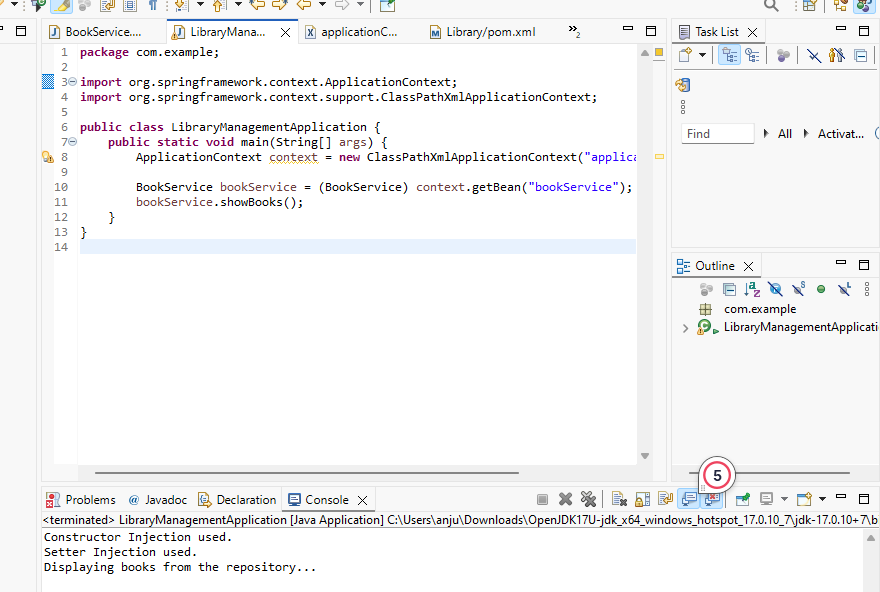 BookService....
LibraryMana...
applicationC...
Library/pom.xml
2
Task List
1 package com.example;
2
3 import org.springframework.context.ApplicationContext;
4 import org.springframework.context.support.ClassPathXmlApplicationContext;
5
6 public class LibraryManagementApplication {
7 public static void main(String[] args) {
8 ApplicationContext context = new ClassPathXmlApplicationContext("applica
9
10 BookService bookService = (BookService) context.getBean("bookService");
11 bookService.showBooks();
12 }
13 }
14
Find
All
Activat...
Outline
com.example
LibraryManagementApplicati
5
Problems
Javadoc
Declaration
Console
<terminated> LibraryManagementApplication [Java Application] C:\Users\anju\Downloads\OpenJDK17U-jdk_x64_windows_hotspot_17.0.10_7\jdk-17.0.10+7\b
Constructor Injection used.
Setter Injection used.
Displaying books from the repository...